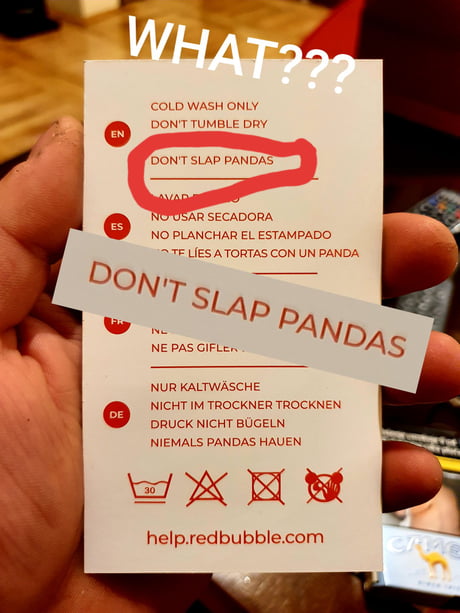 WHAT???
COLD WASH ONLY
DON'T TUMBLE DRY
EN
DON'T SLAP PANDAS
NO USAR SECADORA
ES
NO PLANCHAR EL ESTAMPADO
NO TE LÍES A TORTAS CON UN PANDA
DON'T SLAP PANDAS
FR
NE
NE PAS GIFLER
NUR KALTWÄSCHE
NICHT IM TROCKNER TROCKNEN
DE
DRUCK NICHT BÜGELN
NIEMALS PANDAS HAUEN
30
help.redbubble.com